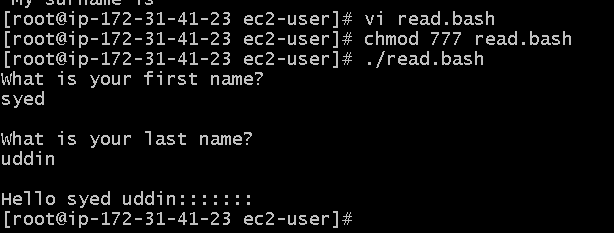 My surname is
[root@ip-172-31-41-23 ec2-user]# vi read.bash
[root@ip-172-31-41-23 ec2-user]# chmod 777 read.bash
[root@ip-172-31-41-23 ec2-user]# ./read.bash
What is your first name?
syed
What is your last name?
uddin
Hello syed uddin:::::::
[root@ip-172-31-41-23 ec2-user]#